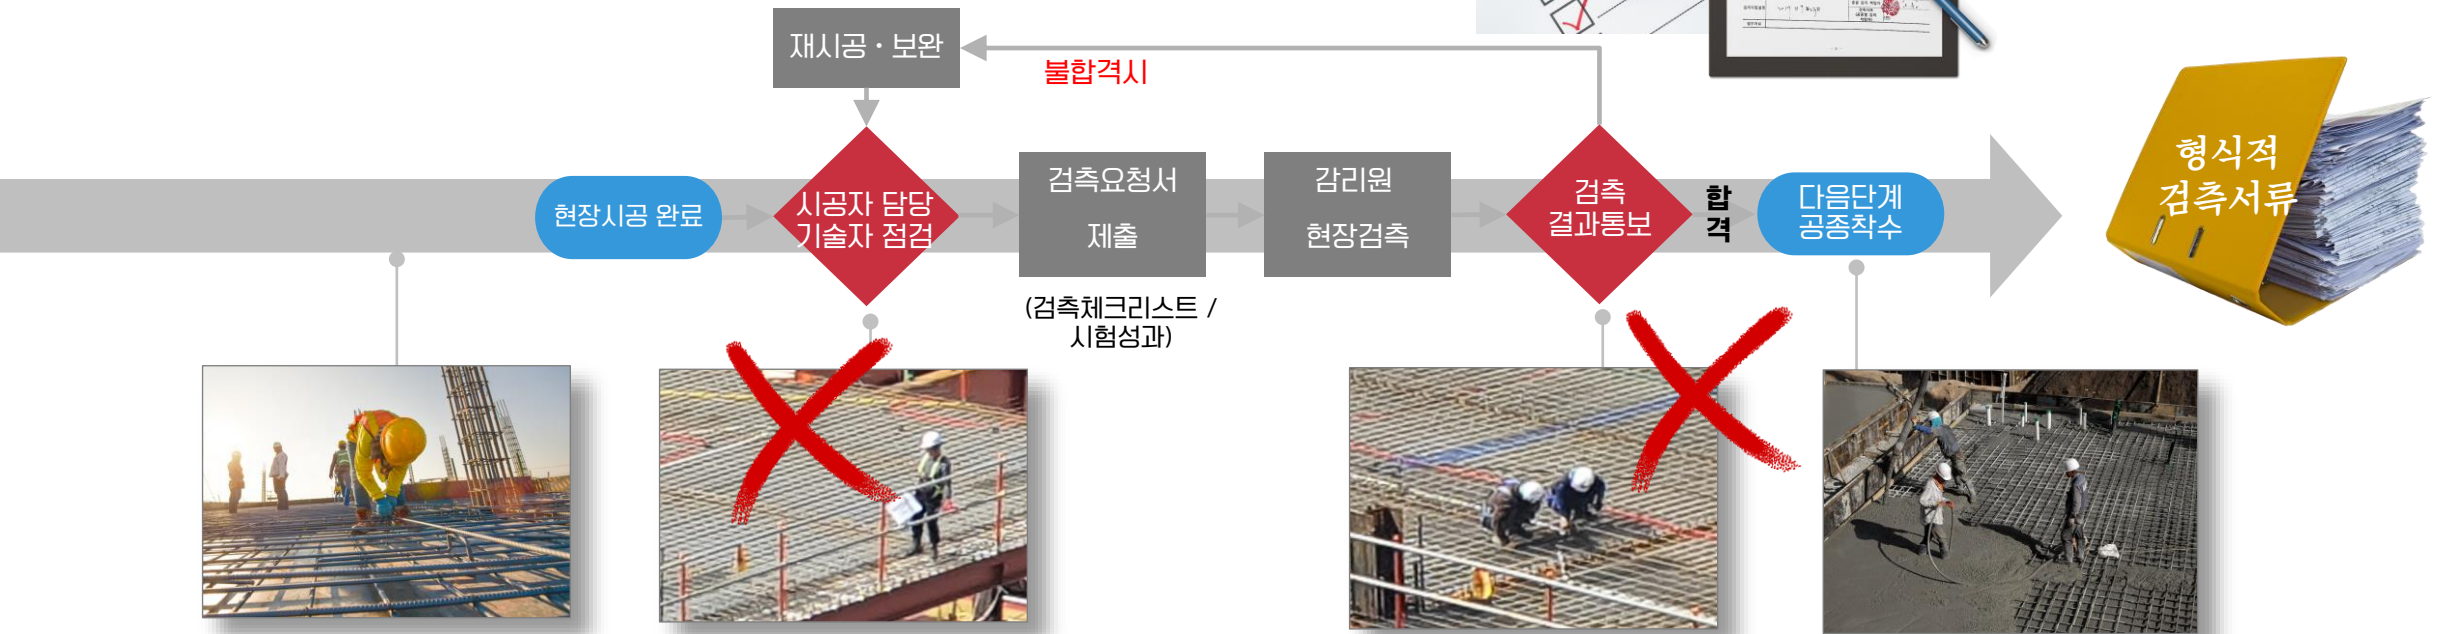 재시공 · 보완
불합격시
현장시공 완료
시공자 담당
기술자 점검
검측요청서
제출
(검측체크리스트 /
시험성과)
감리원
현장검측
검측
결과통보
합
격
다음단계
공종착수
형식적
검측서류